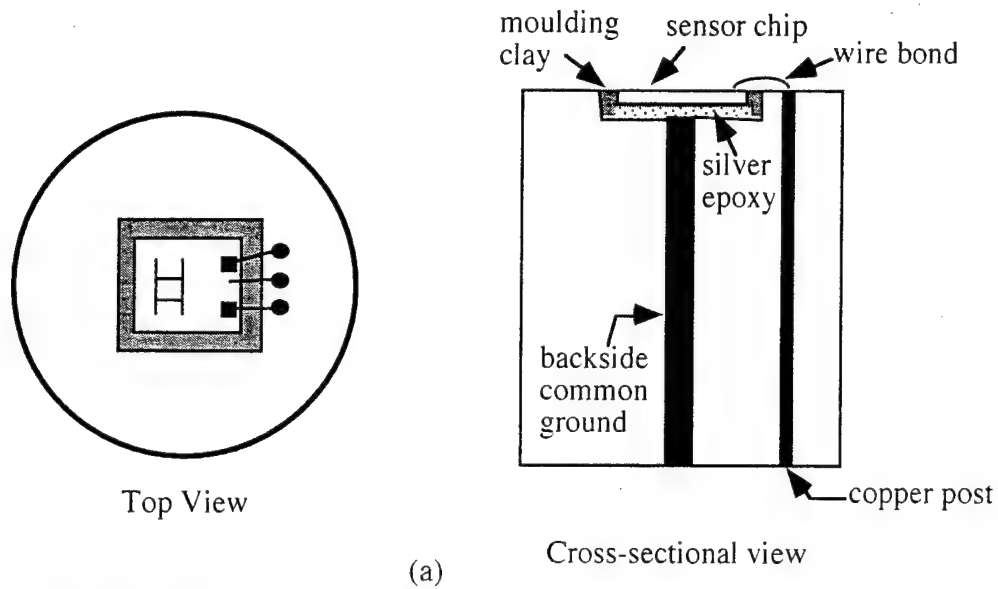 moulding
clay
sensor chip
wire bond
silver
epoxy
backside
common
ground
copper post
Top View
Cross-sectional view
(a)